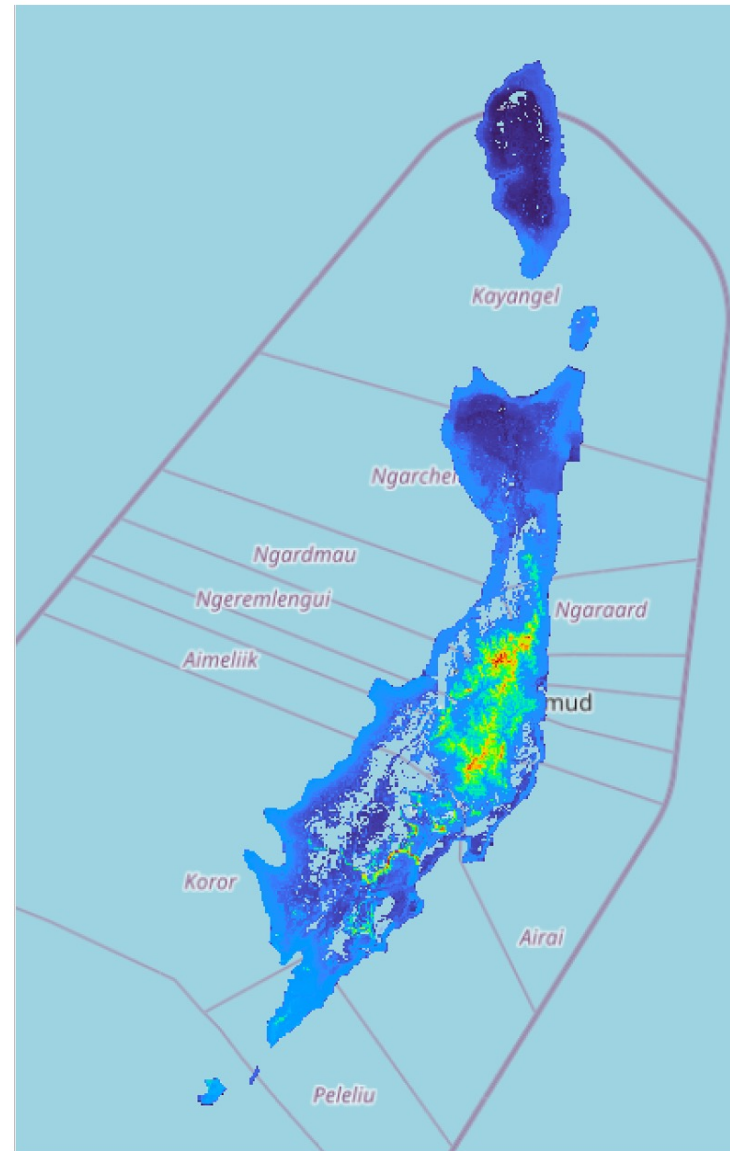 Kayangel
Ngarchel
Ngardmau
Ngeremlengui
Ngaraard
Aimeliik
mud
Koror
Airai
Peleliu